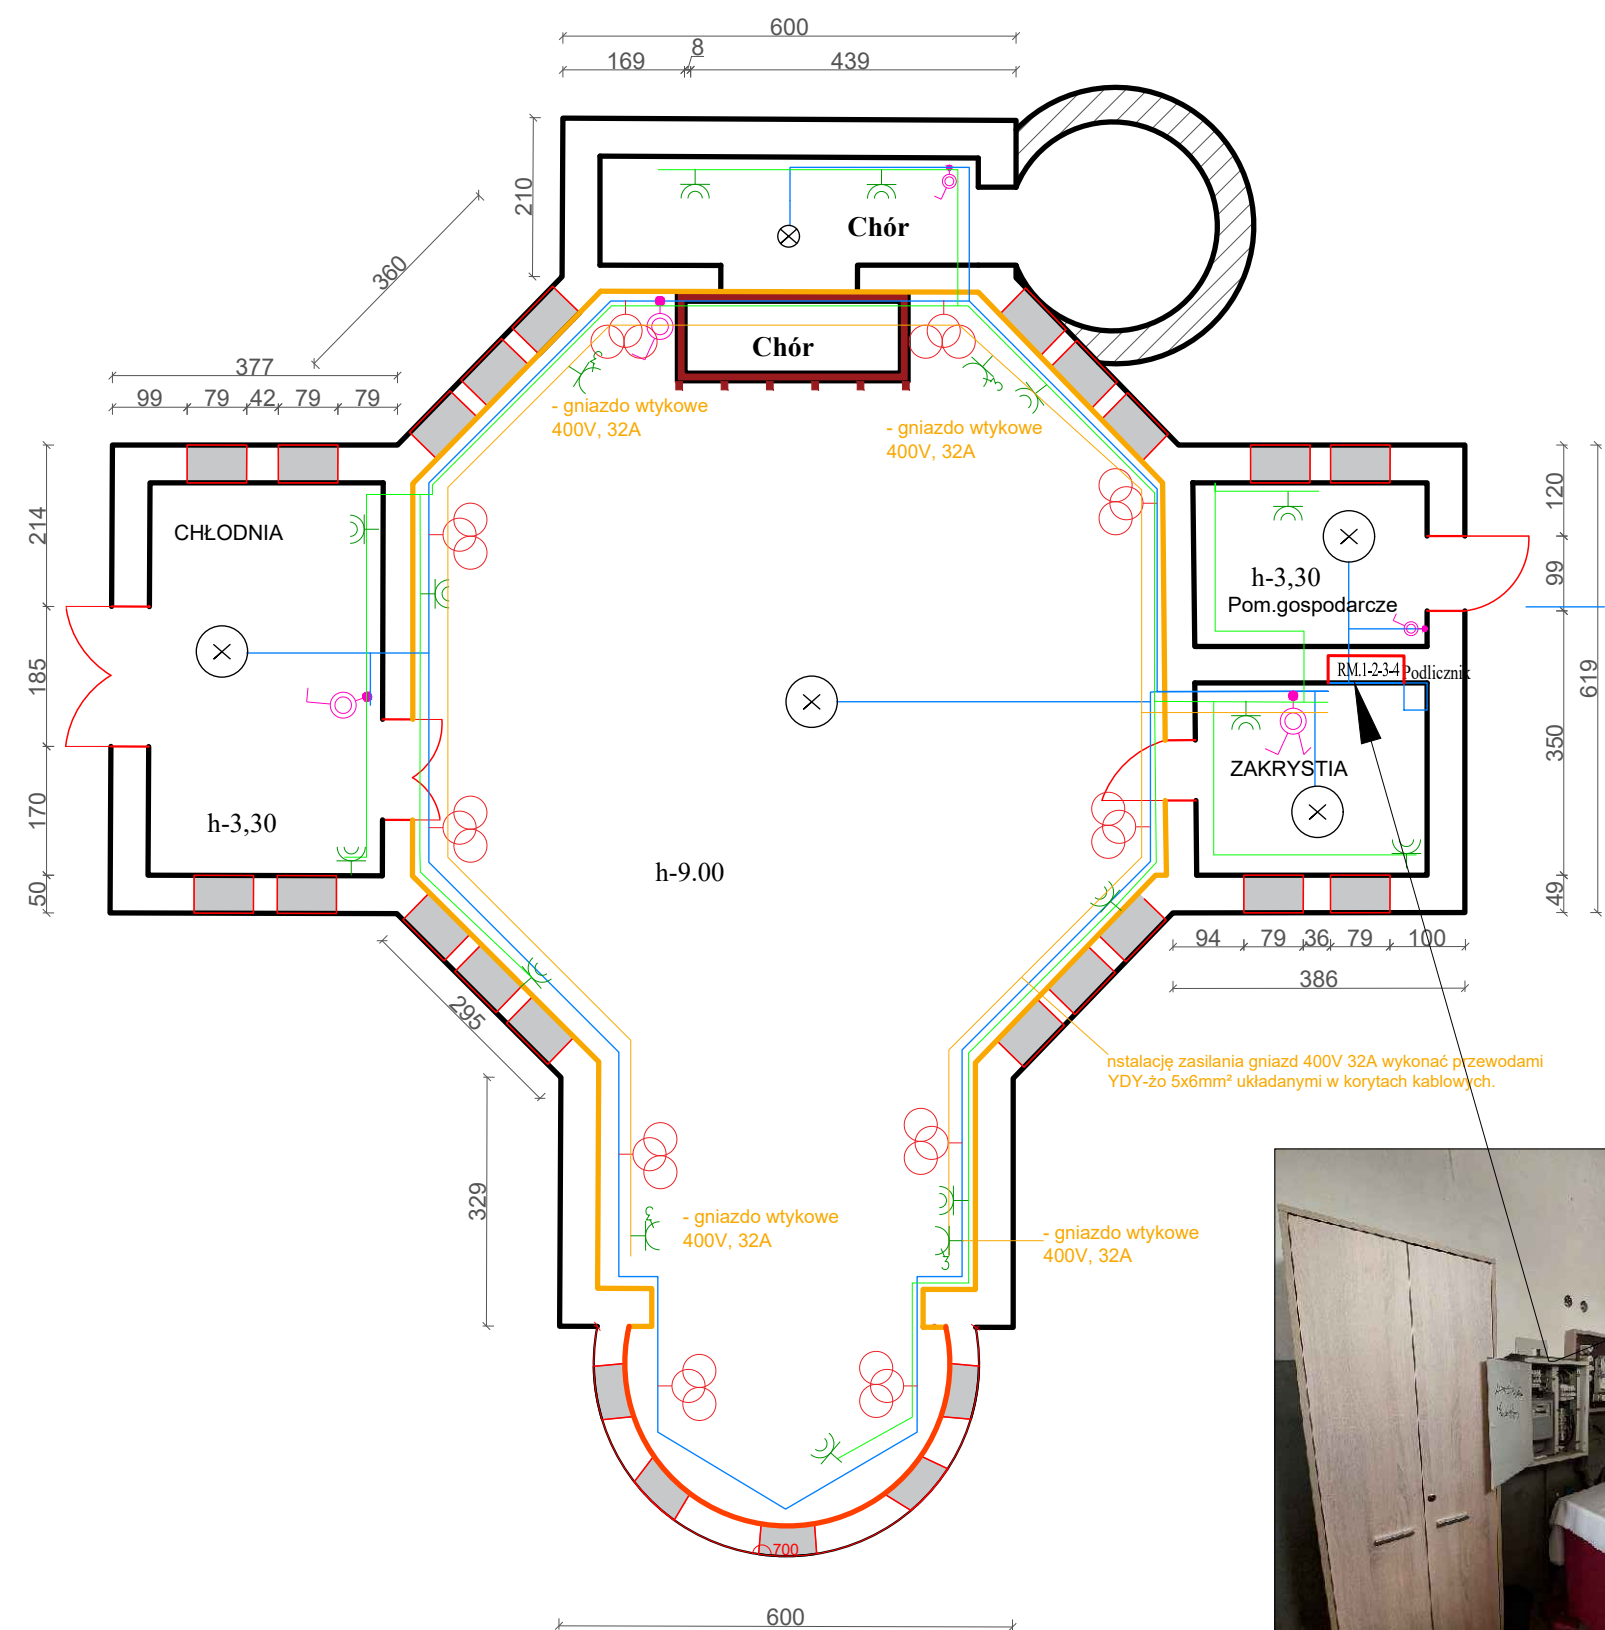 600
169
8
439
210
360
Chór
Chór
377
99
79
42
79
79
- gniazdo wtykowe
400V, 32A
- gniazdo wtykowe
400V, 32A
214
185
170
50
CHŁODNIA
h-3,30
h-9.00
h-3,30
Pom.gospodarcze
RM.1-2-3-4
Podlicznik
ZAKRYSTIA
120
99
350
49
619
94
79
36
79
100
386
295
329
nstalację zasilania gniazd 400V 32A wykonać przewodami
YDY-żo 5x6mm² układanymi w korytach kablowych.
- gniazdo wtykowe
400V, 32A
- gniazdo wtykowe
400V, 32A
3
3
3
3
700
600